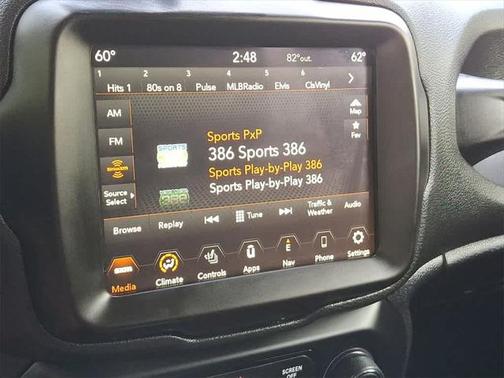 60° 2:48 82°out. 62°
1 2 3 4 5 6
Hits 1 80s on 8 Pulse MLBRadio Elvis ClsVinyl
AM
Map
FM
Fav
Sports PxP
386 Sports 386
Sports Play-by-Play 386
Sports Play-by-Play 386
SPORTS
Source
Select
Browse Replay Tune Traffic & Weather Audio
E
Media Climate Controls Apps Nav Phone Settings
SCREEN
OFF